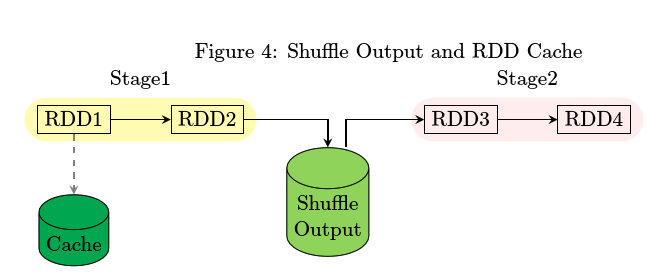 Figure 4: Shuffle Output and RDD Cache
Stage1
Stage2
RDD1
RDD2
RDD3
RDD4
Shuffle
Output
Cache